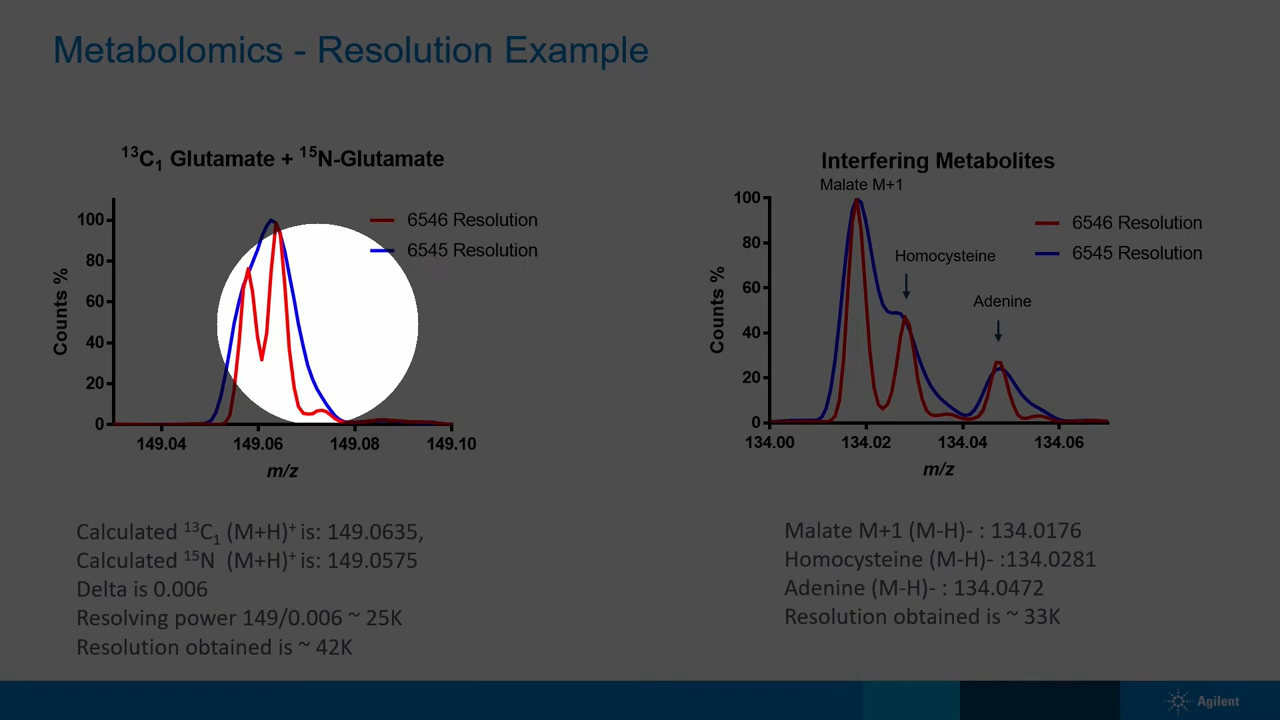 Metabolomics - Resolution Example
¹³C₁ Glutamate + ¹⁵N-Glutamate
6546 Resolution
6545 Resolution
Counts %
100
80
60
40
20
0
149.04 149.06 149.08 149.10
m/z
Calculated ¹³C₁ (M+H)⁺ is: 149.0635,
Calculated ¹⁵N (M+H)⁺ is: 149.0575
Delta is 0.006
Resolving power 149/0.006 ~ 25K
Resolution obtained is ~ 42K
Interfering Metabolites
Malate M+1
6546 Resolution
6545 Resolution
Homocysteine
Adenine
Counts %
100
80
60
40
20
0
134.00 134.02 134.04 134.06
m/z
Malate M+1 (M-H)- : 134.0176
Homocysteine (M-H)- :134.0281
Adenine (M-H)- : 134.0472
Resolution obtained is ~ 33K
Agilent